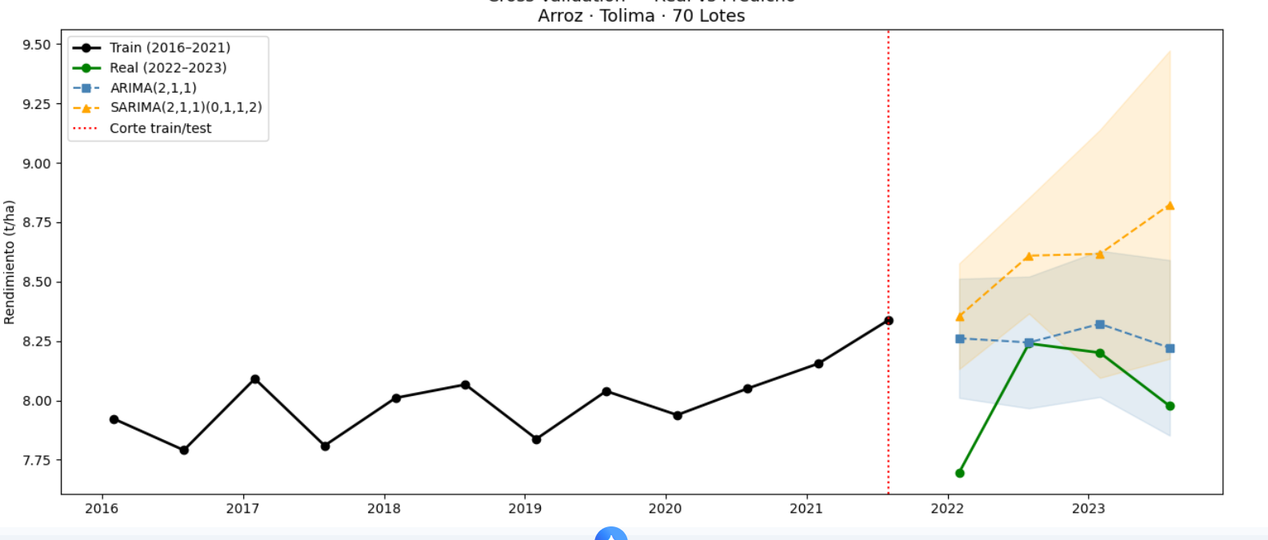 Arroz · Tolima · 70 Lotes
Train (2016–2021)
Real (2022–2023)
ARIMA(2,1,1)
SARIMA(2,1,1)(0,1,1,2)
Corte train/test
Rendimiento (t/ha)
9.50
9.25
9.00
8.75
8.50
8.25
8.00
7.75
2016
2017
2018
2019
2020
2021
2022
2023